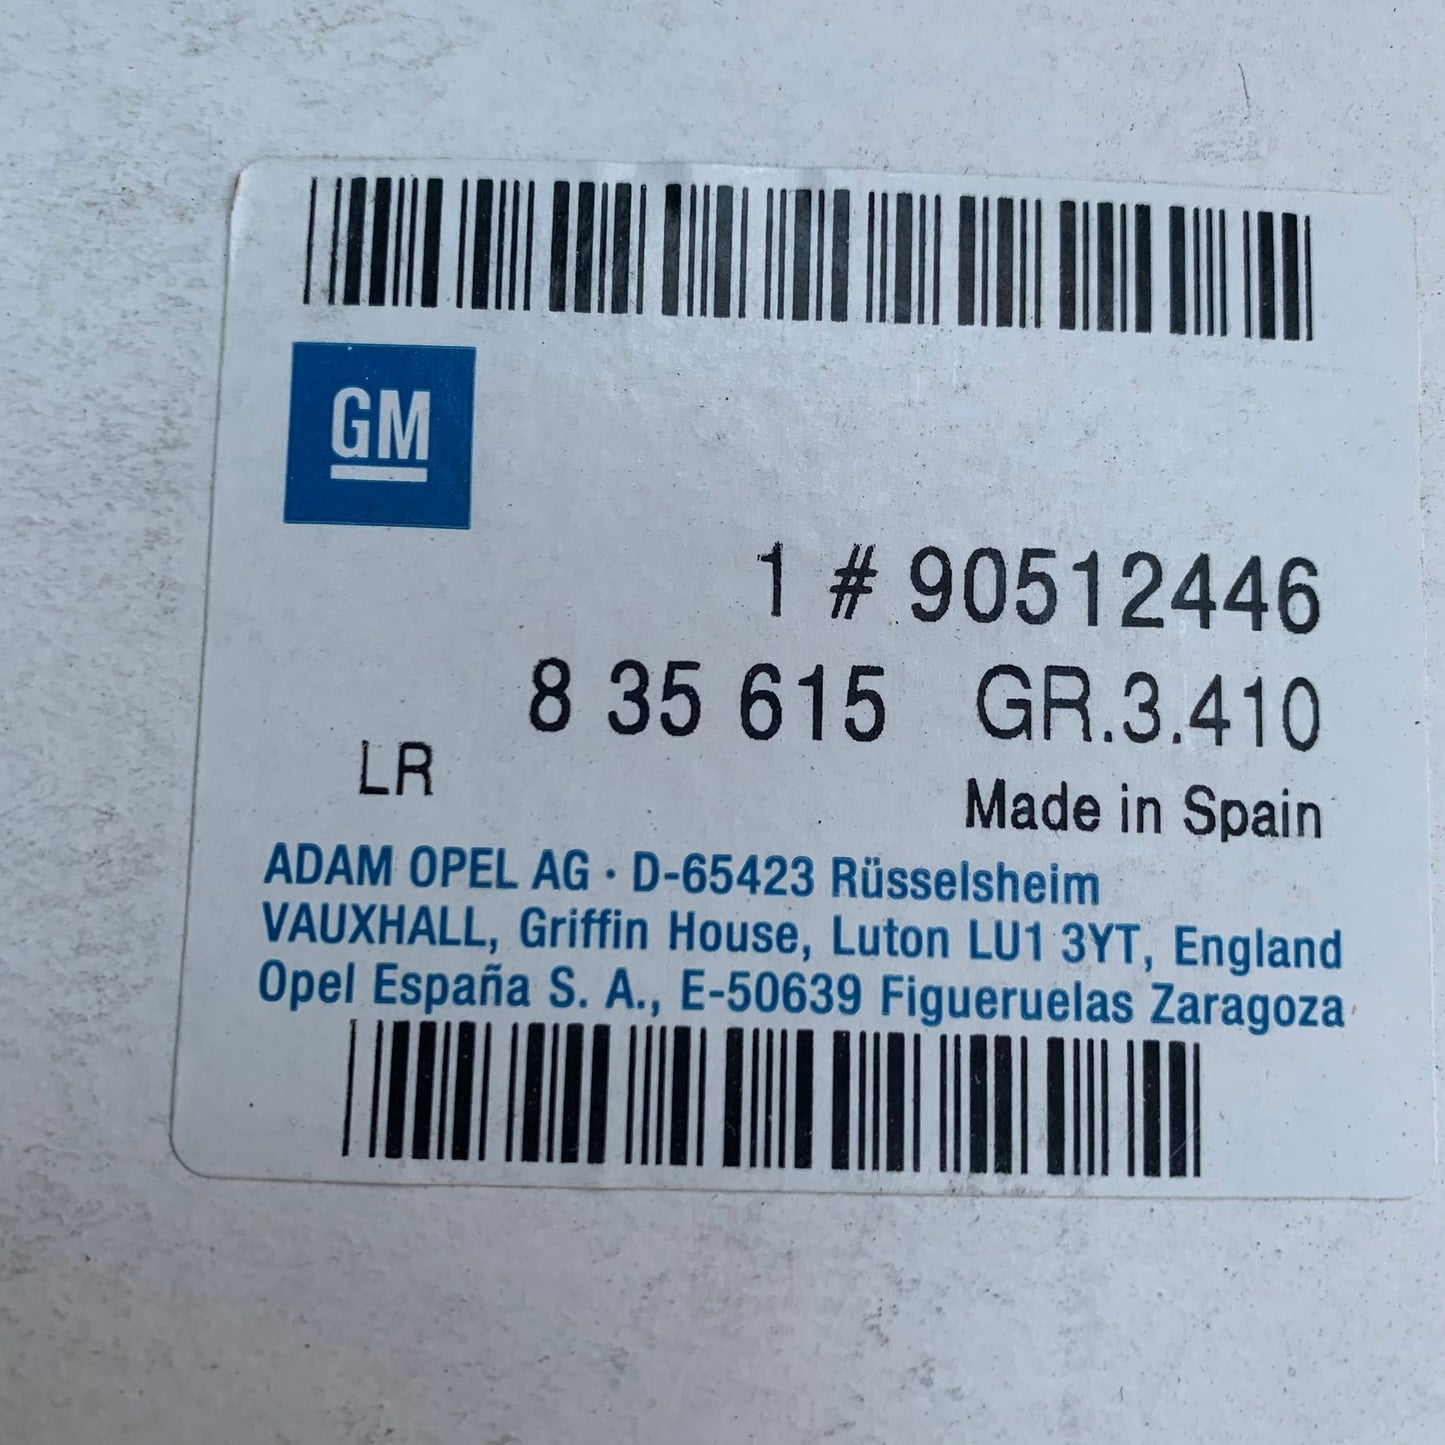 GM
1 # 90512446
8 35 615 GR.3.410
LR
Made in Spain
ADAM OPEL AG · D-65423 Rüsselsheim
VAUXHALL, Griffin House, Luton LU1 3YT, England
Opel España S. A., E-50639 Figueruelas Zaragoza